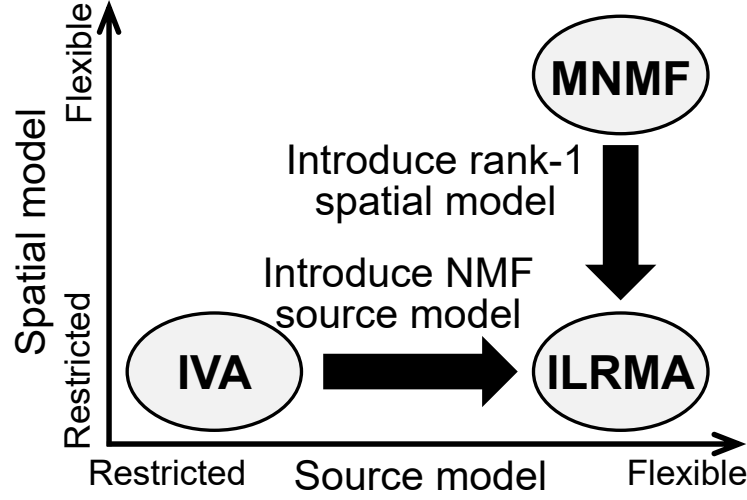 Spatial model
Flexible
Restricted
MNMF
Introduce rank-1
spatial model
Introduce NMF
source model
IVA
ILRMA
Restricted
Source model
Flexible